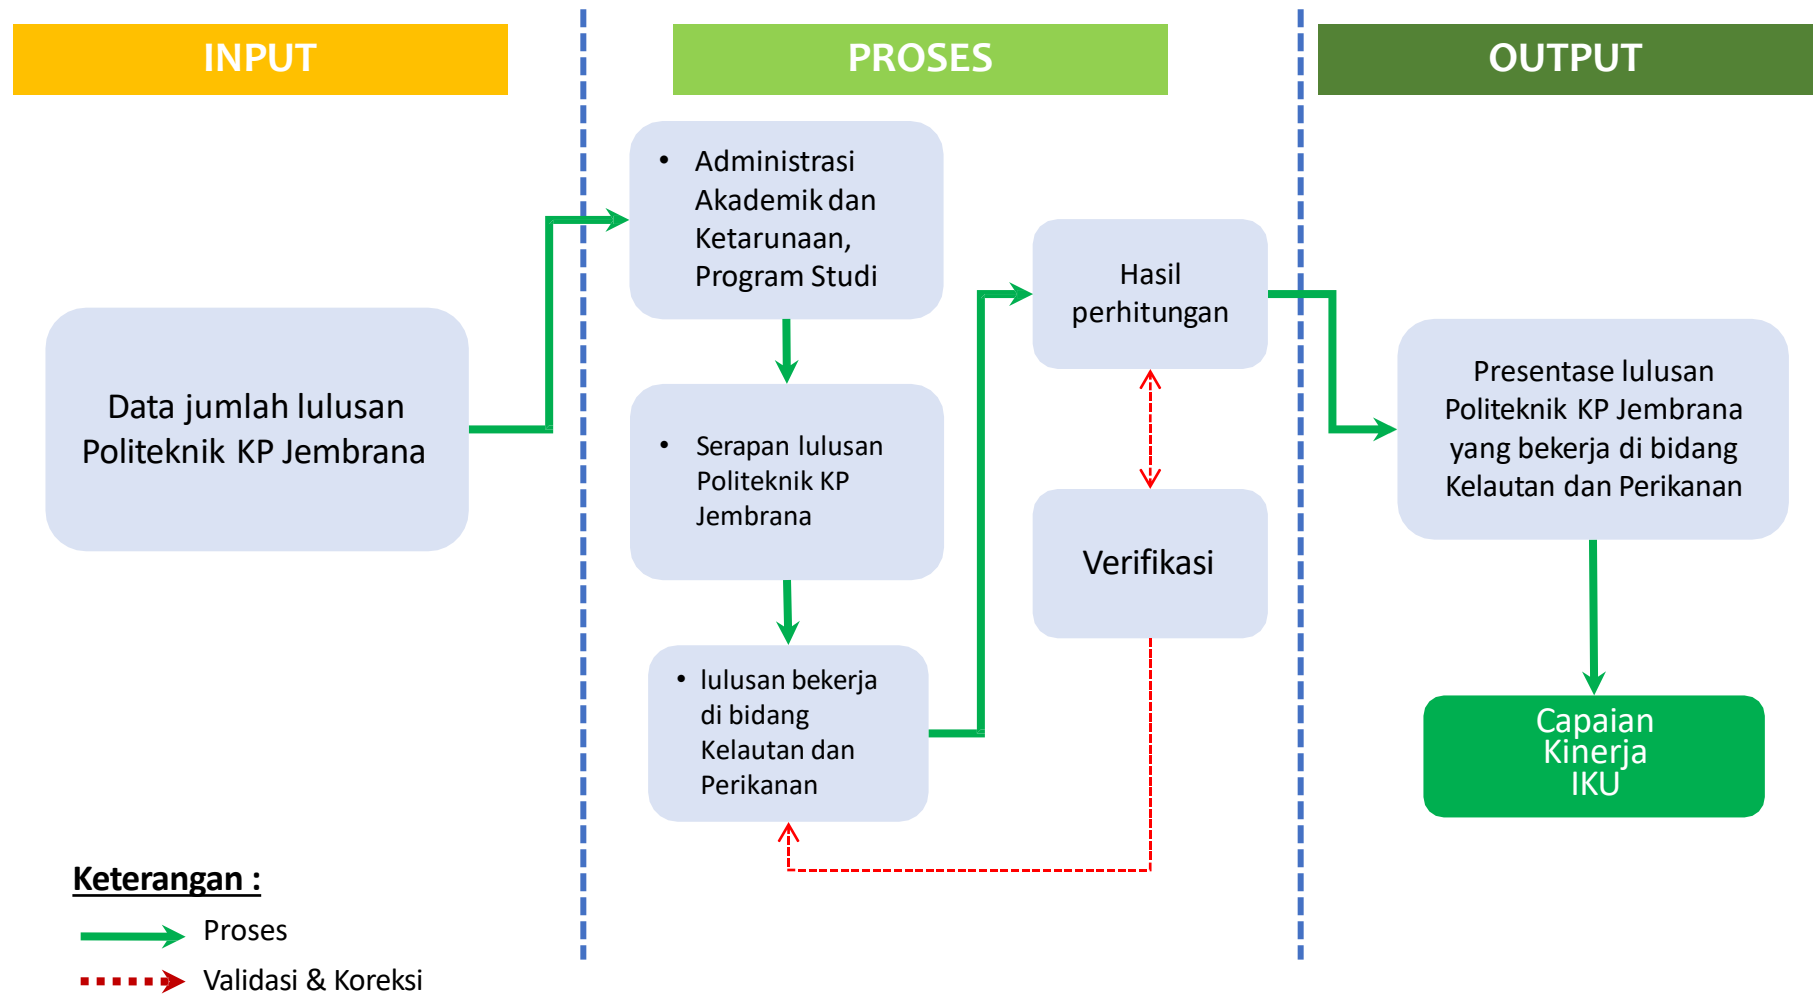 INPUT
PROSES
OUTPUT
Data jumlah lulusan
Politeknik KP Jembrana
• Administrasi
Akademik dan
Ketarunaan,
Program Studi
• Serapan lulusan
Politeknik KP
Jembrana
• lulusan bekerja
di bidang
Kelautan dan
Perikanan
Hasil
perhitungan
Verifikasi
Presentase lulusan
Politeknik KP Jembrana
yang bekerja di bidang
Kelautan dan Perikanan
Capaian
Kinerja
IKU
Keterangan :
Proses
Validasi & Koreksi